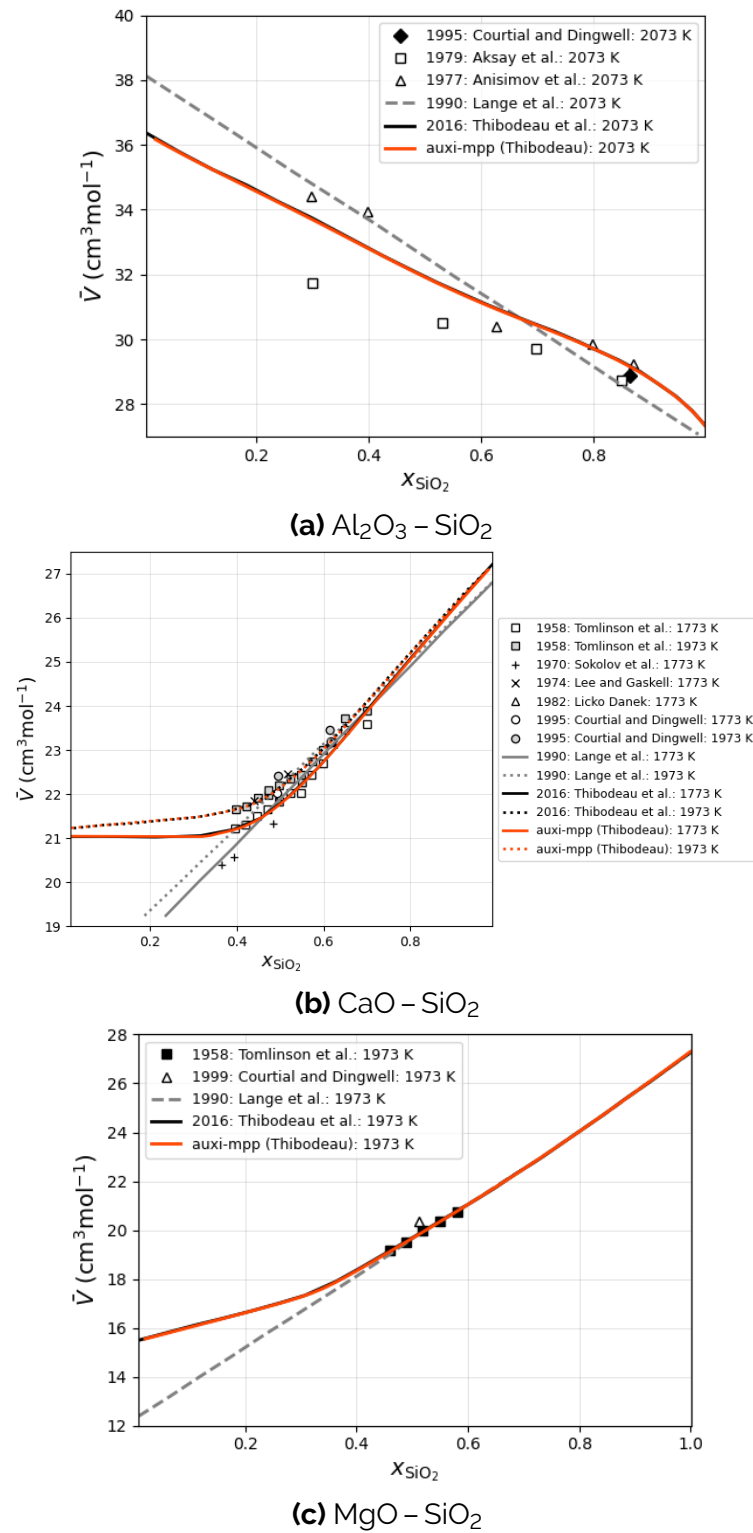 40
38
36
34
32
30
28
V̄ (cm³mol⁻¹)
1995: Courtial and Dingwell: 2073 K
1979: Aksay et al.: 2073 K
1977: Anisimov et al.: 2073 K
1990: Lange et al.: 2073 K
2016: Thibodeau et al.: 2073 K
auxi-mpp (Thibodeau): 2073 K
0.2 0.4 0.6 0.8
x_SiO₂
(a) Al₂O₃ – SiO₂
27
26
25
24
23
22
21
20
19
V̄ (cm³mol⁻¹)
1958: Tomlinson et al.: 1773 K
1958: Tomlinson et al.: 1973 K
1970: Sokolov et al.: 1773 K
1974: Lee and Gaskell: 1773 K
1982: Licko Danek: 1773 K
1995: Courtial and Dingwell: 1773 K
1995: Courtial and Dingwell: 1973 K
1990: Lange et al.: 1773 K
1990: Lange et al.: 1973 K
2016: Thibodeau et al.: 1773 K
2016: Thibodeau et al.: 1973 K
auxi-mpp (Thibodeau): 1773 K
auxi-mpp (Thibodeau): 1973 K
0.2 0.4 0.6 0.8
x_SiO₂
(b) CaO – SiO₂
28
26
24
22
20
18
16
14
12
V̄ (cm³mol⁻¹)
1958: Tomlinson et al.: 1973 K
1999: Courtial and Dingwell: 1973 K
1990: Lange et al.: 1973 K
2016: Thibodeau et al.: 1973 K
auxi-mpp (Thibodeau): 1973 K
0.2 0.4 0.6 0.8 1.0
x_SiO₂
(c) MgO – SiO₂